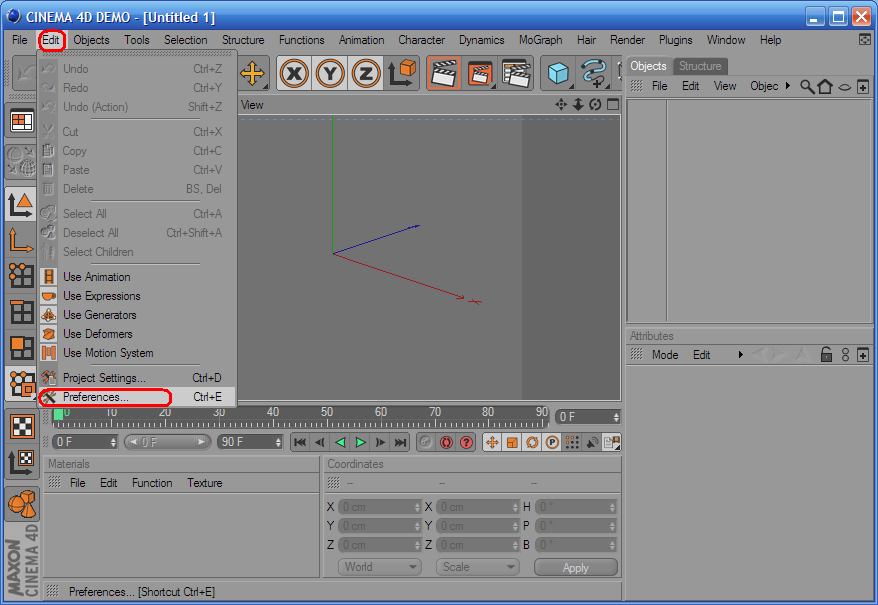 CINEMA 4D DEMO - [Untitled 1]
File Edit Objects Tools Selection Structure Functions Animation Character Dynamics MoGraph Hair Render Plugins Window Help
Undo Ctrl+Z
Redo Ctrl+Y
Undo (Action) Shift+Z
Cut Ctrl+X
Copy Ctrl+C
Paste Ctrl+V
Delete BS, Del
Select All Ctrl+A
Deselect All Ctrl+Shift+A
Select Children
Use Animation
Use Expressions
Use Generators
Use Deformers
Use Motion System
Project Settings... Ctrl+D
Preferences... Ctrl+E
X Y Z
View
Objects Structure
File Edit View Objec
Attributes
Mode Edit
0 10 20 30 40 50 60 70 80 90
0 F
0 F 0 F 90 F
P
Materials
File Edit Function Texture
Coordinates
-- -- --
X 0 cm X 0 cm H 0 °
Y 0 cm Y 0 cm P 0 °
Z 0 cm Z 0 cm B 0 °
World Scale Apply
MAXON
CINEMA 4D
Preferences... [Shortcut Ctrl+E]